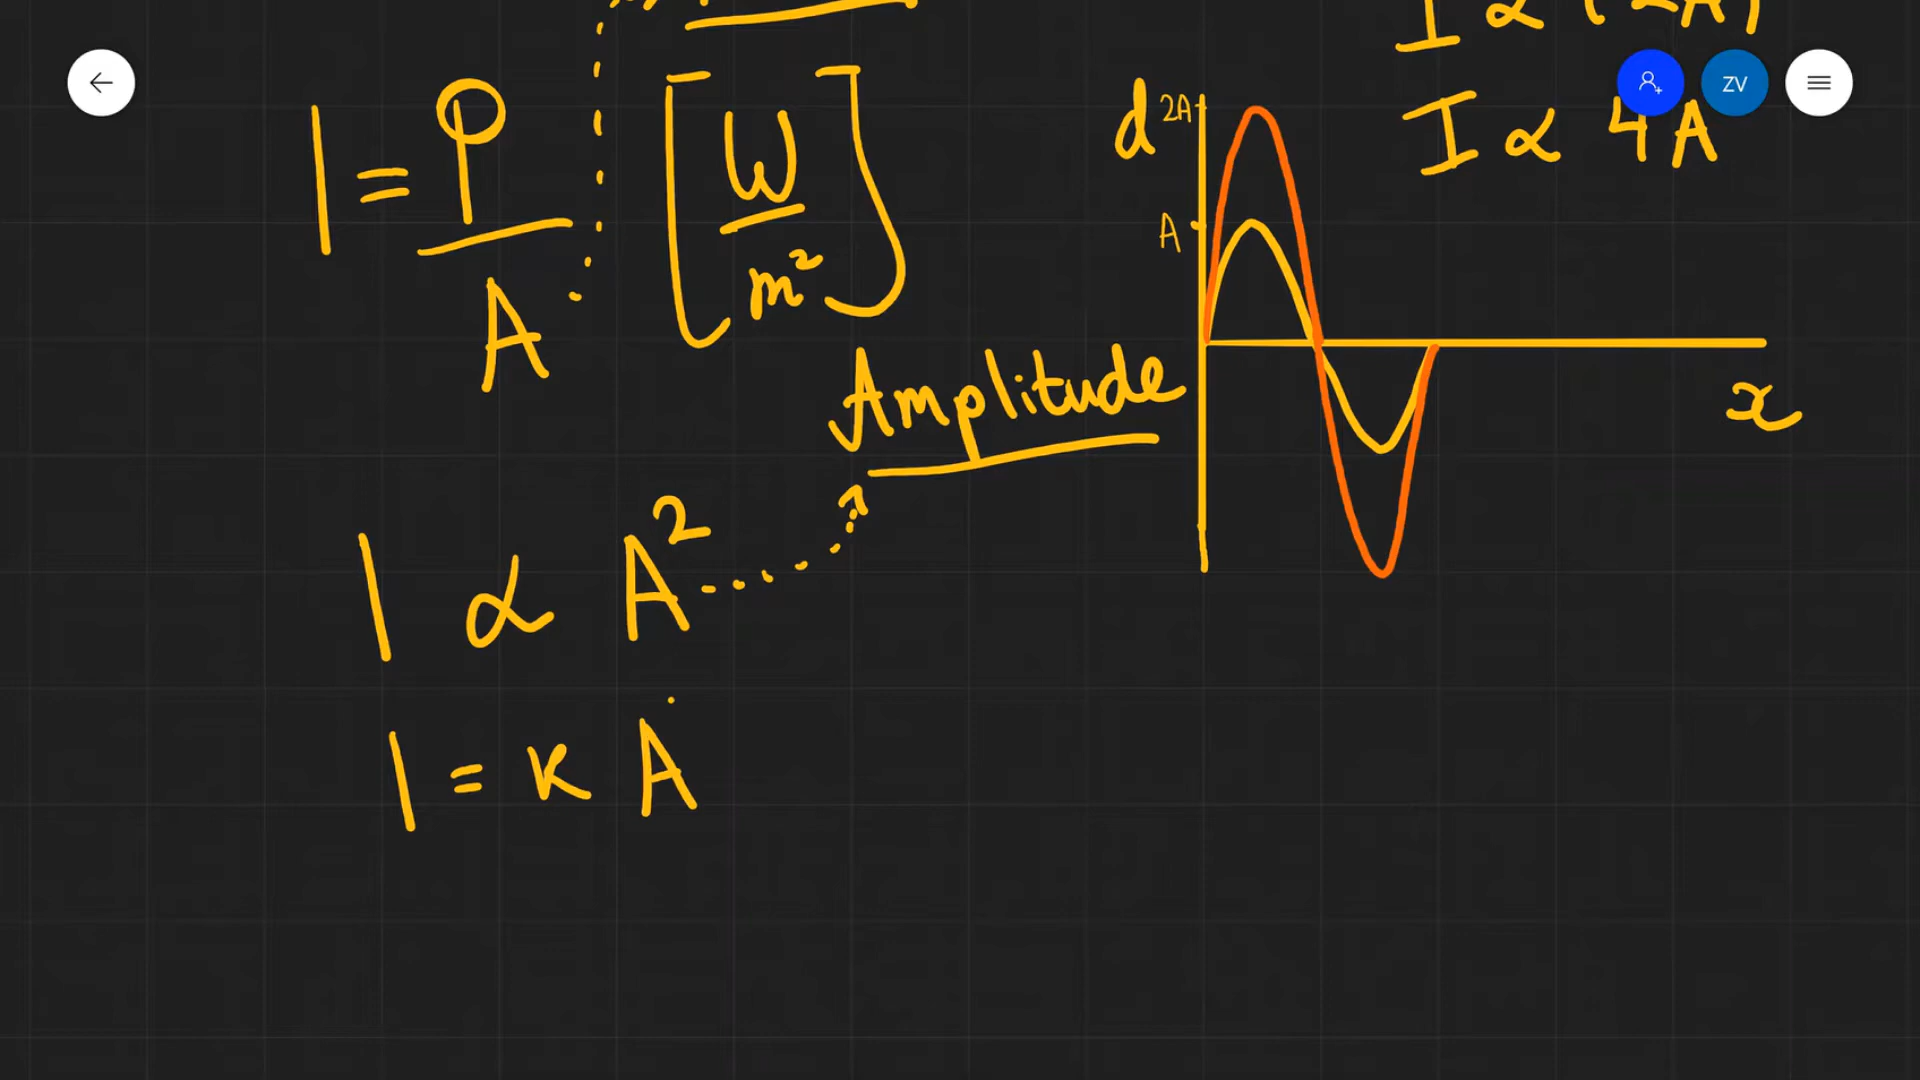 I ∝ (2A)
I = P/A [W/m²]
d
2A
A
I ∝ 4A
ZV
Amplitude
x
I ∝ A²
I = K A